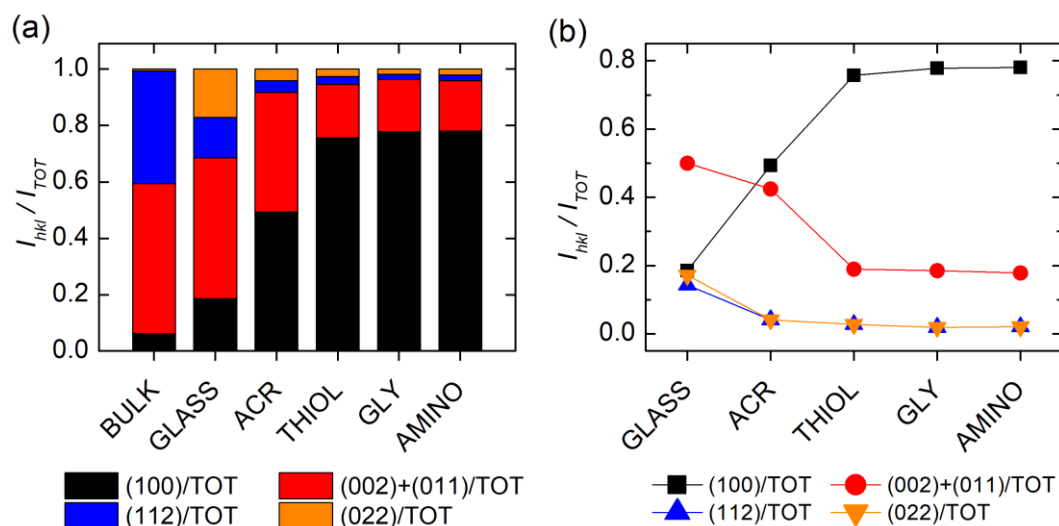 (a)
I_hkl / I_TOT
1.0
0.8
0.6
0.4
0.2
0.0
BULK
GLASS
ACR
THIOL
GLY
AMINO
(100)/TOT
(002)+(011)/TOT
(112)/TOT
(022)/TOT
(b)
I_hkl / I_TOT
0.8
0.6
0.4
0.2
0.0
GLASS
ACR
THIOL
GLY
AMINO
(100)/TOT
(002)+(011)/TOT
(112)/TOT
(022)/TOT